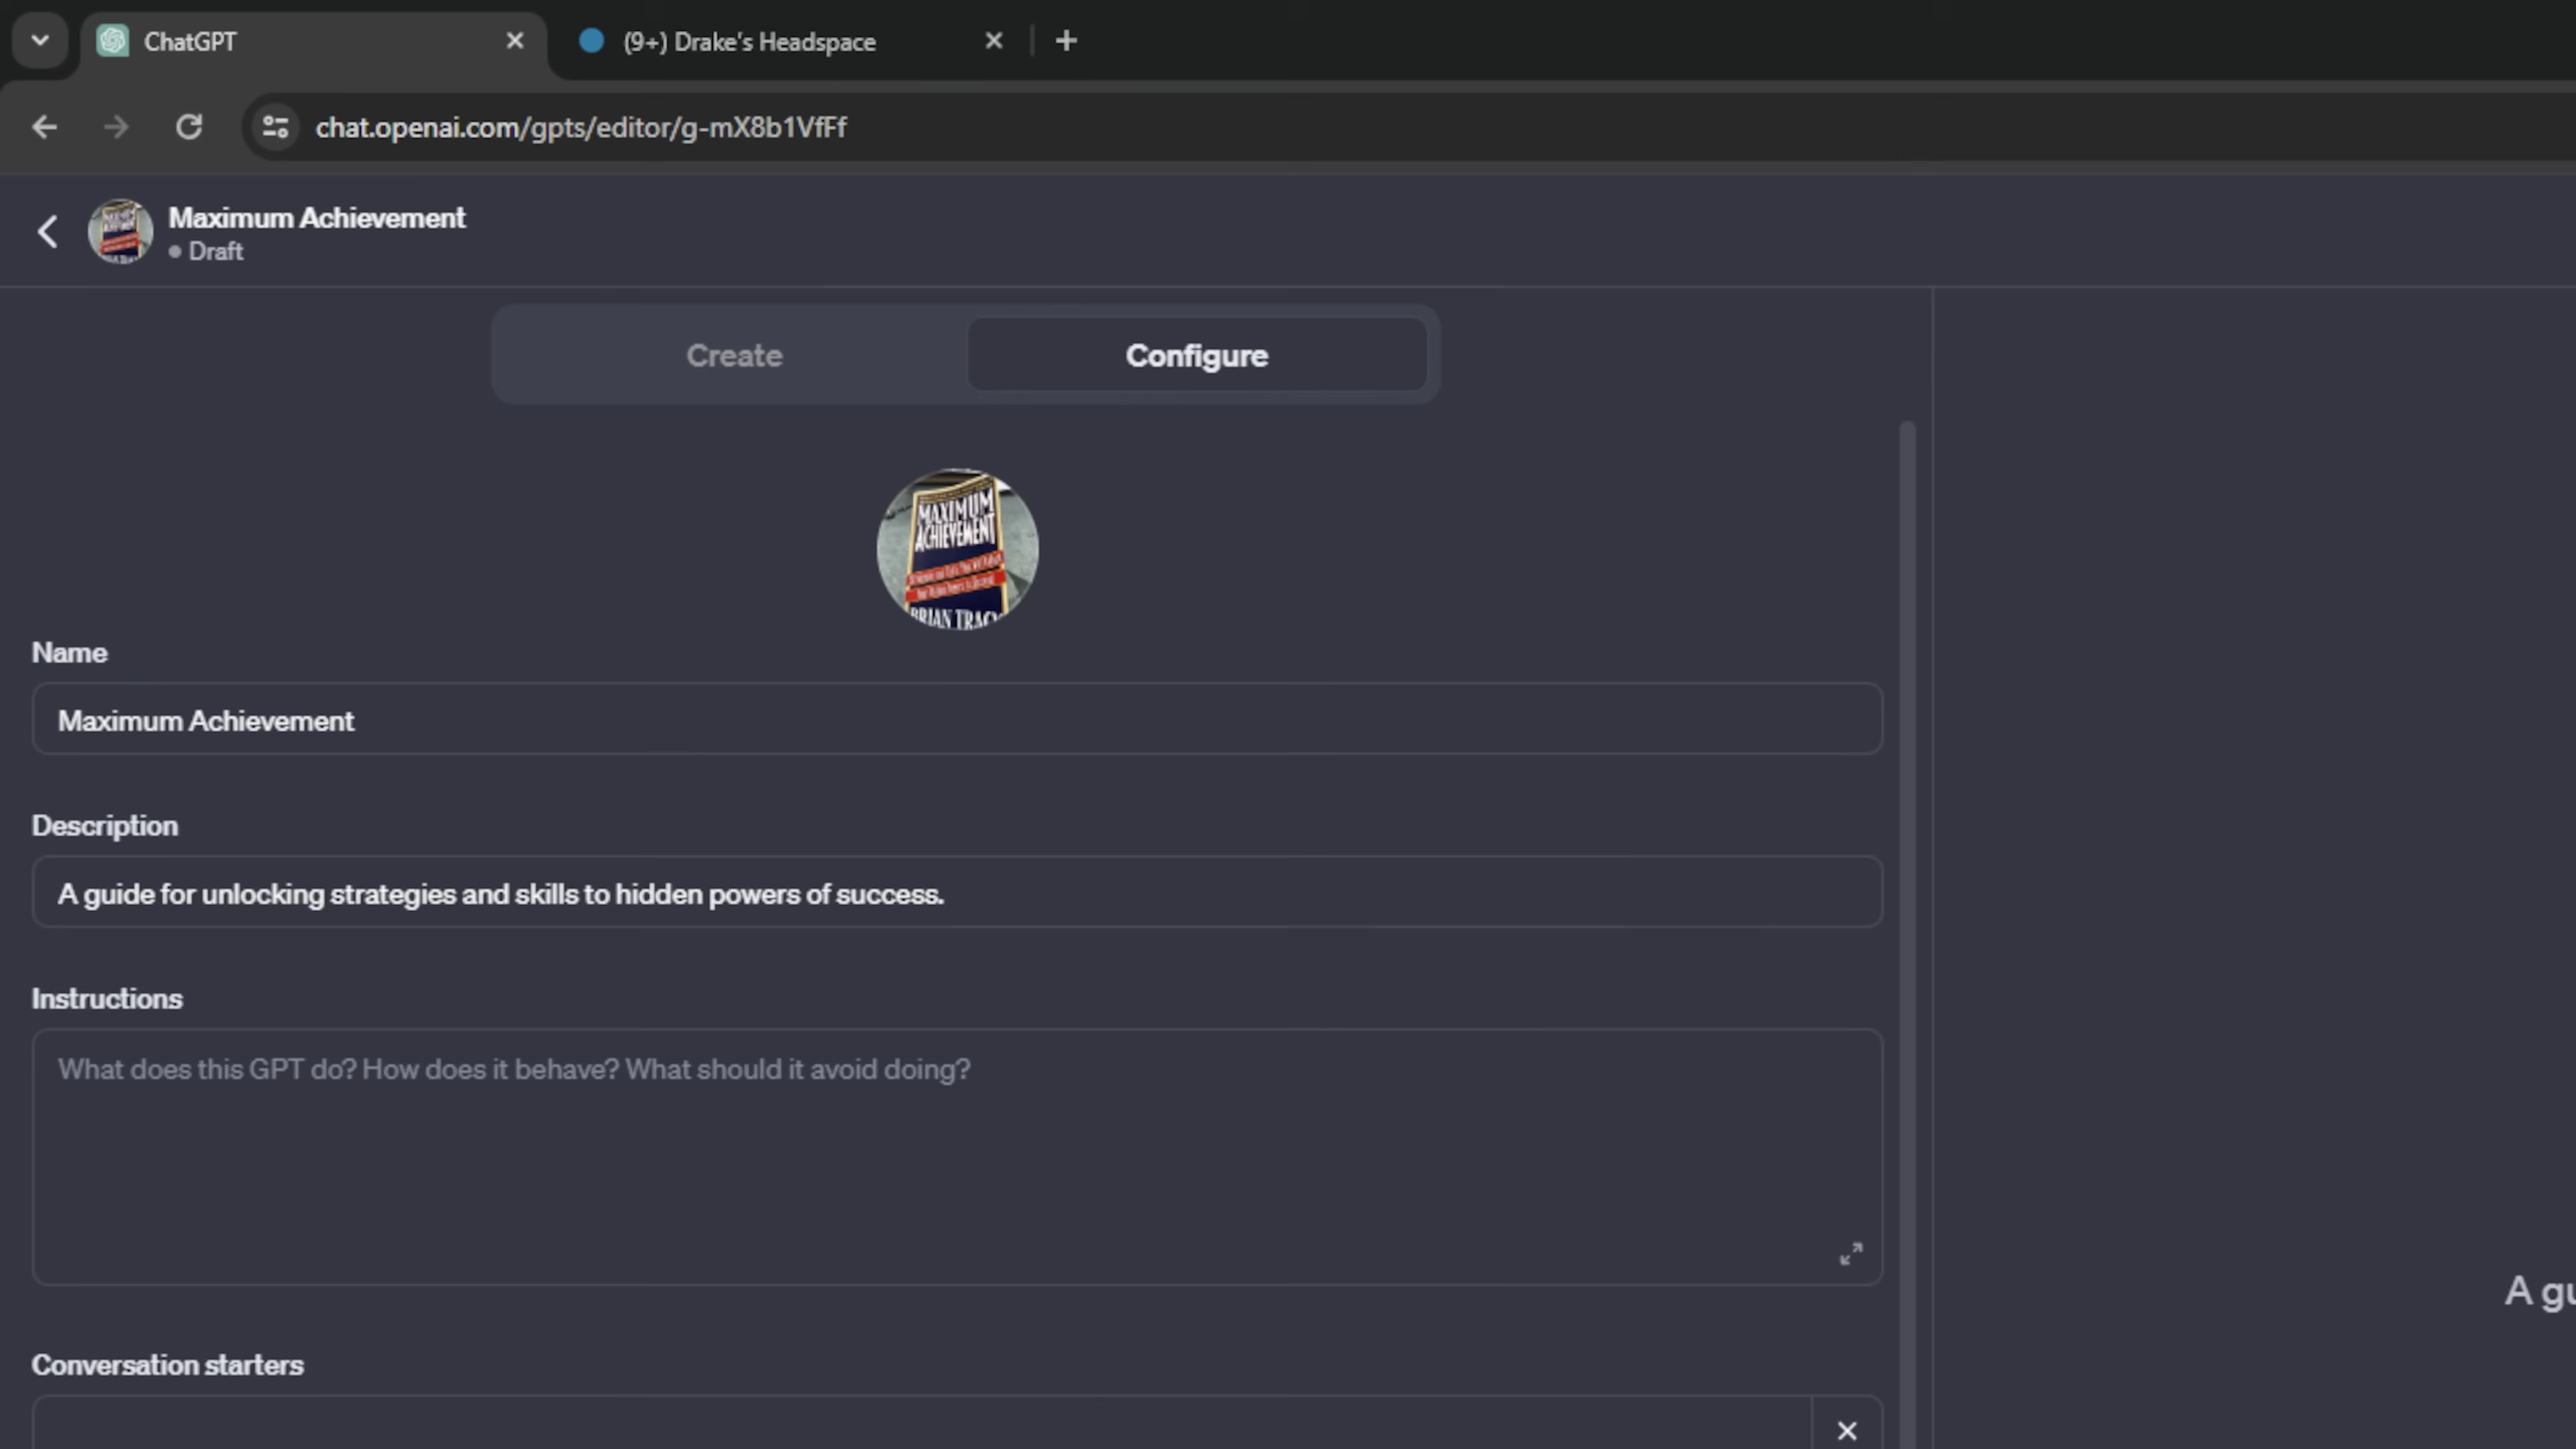 ChatGPT
(9+) Drake's Headspace
chat.openai.com/gpts/editor/g-mX8b1VfFf
Maximum Achievement
Draft
Create
Configure
MAXIMUM
ACHIEVEMENT
BRIAN TRACY
Name
Maximum Achievement
Description
A guide for unlocking strategies and skills to hidden powers of success.
Instructions
What does this GPT do? How does it behave? What should it avoid doing?
A gu
Conversation starters